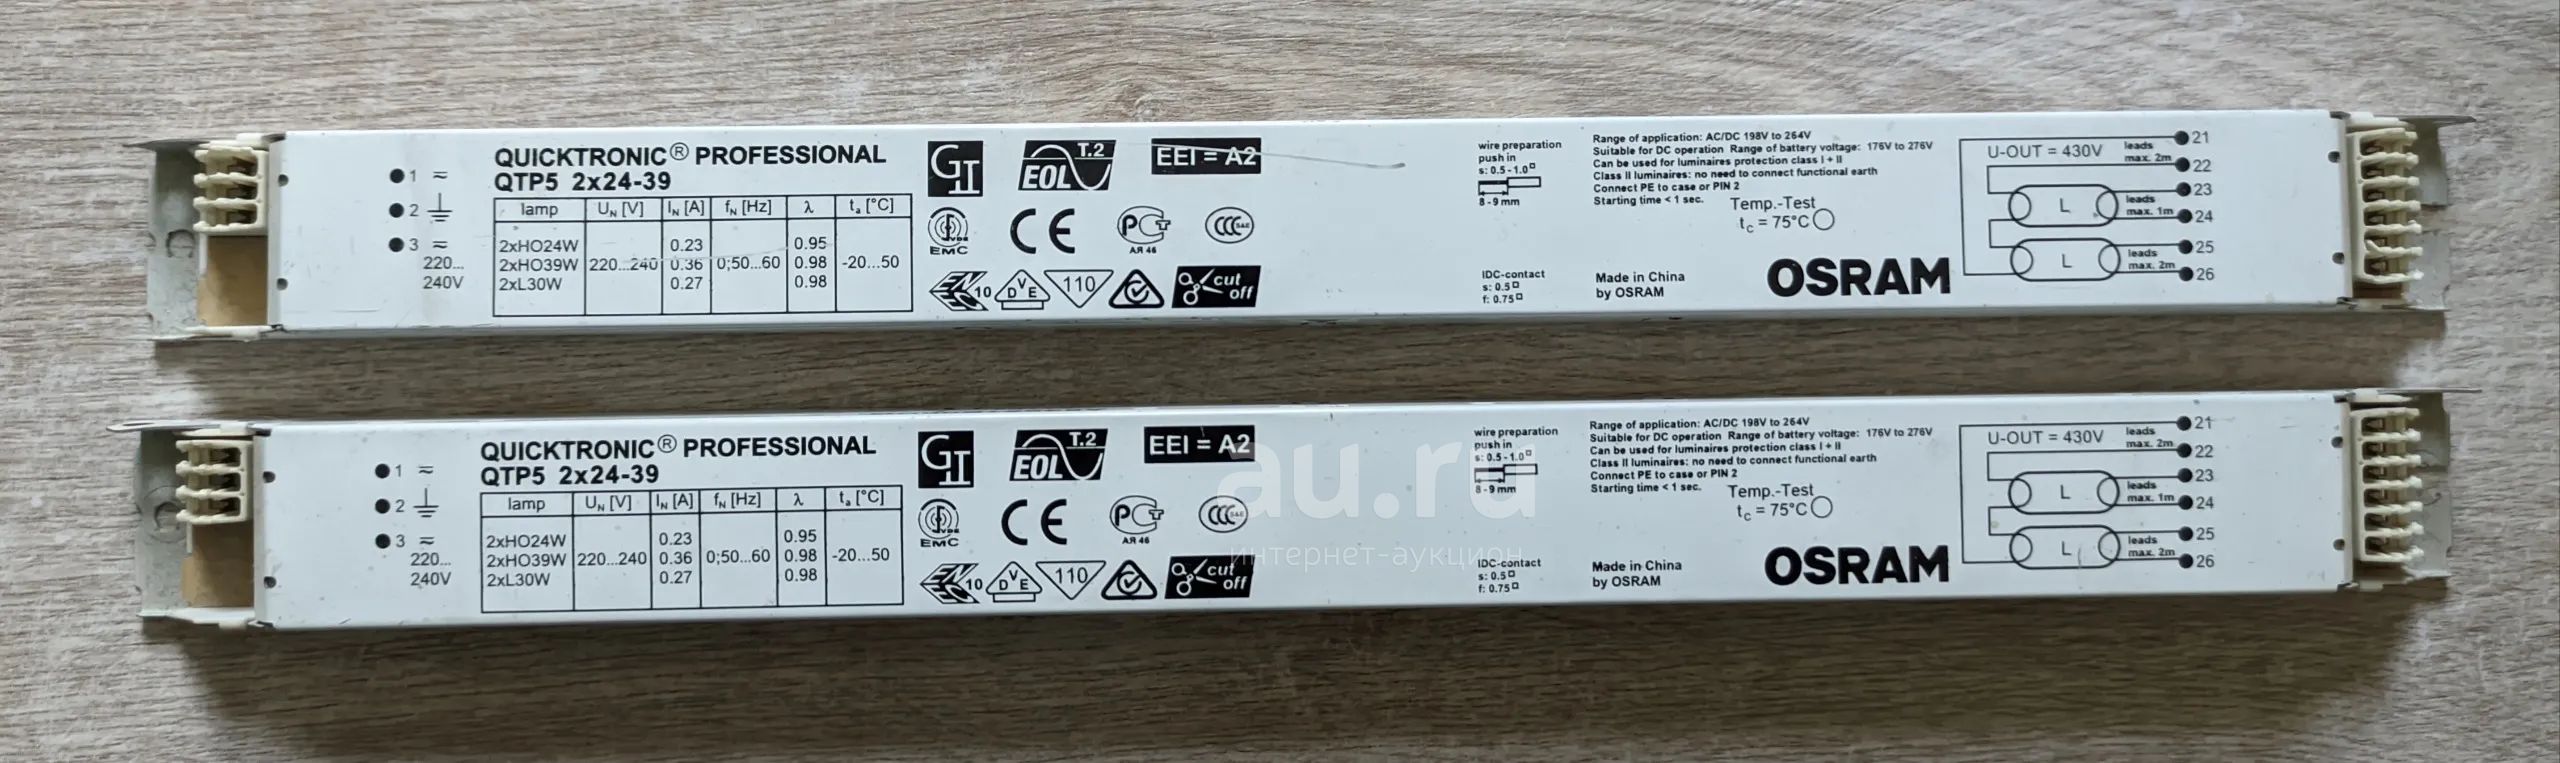 QUICKTRONIC® PROFESSIONAL
QTP5 2x24-39
1
2
3
220...
240V
lamp UN [V] IN [A] fN [Hz] λ ta [°C]
2xHO24W 0.23 0.95
2xHO39W 220...240 0.36 0;50...60 0.98 -20...50
2xL30W 0.27 0.98
EOL T.2
EEI = A2
EMC
CE
АЯ 46
CCC S&E
10
DVE
110
cut
off
wire preparation
push in
s: 0.5-1.0
8-9 mm
IDC-contact
s: 0.5
f: 0.75
Range of application: AC/DC 198V to 264V
Suitable for DC operation Range of battery voltage: 176V to 276V
Can be used for luminaires protection class I + II
Class II luminaires: no need to connect functional earth
Connect PE to case or PIN 2
Starting time < 1 sec.
Temp.-Test
tc = 75°C
Made in China
by OSRAM
OSRAM
U-OUT = 430V
leads
max. 2m
L
leads
max. 1m
L
leads
max. 2m
21
22
23
24
25
26
QUICKTRONIC® PROFESSIONAL
QTP5 2x24-39
1
2
3
220...
240V
lamp UN [V] IN [A] fN [Hz] λ ta [°C]
2xHO24W 0.23 0.95
2xHO39W 220...240 0.36 0;50...60 0.98 -20...50
2xL30W 0.27 0.98
EOL T.2
EEI = A2
EMC
CE
АЯ 46
CCC S&E
10
DVE
110
cut
off
au.ru
интернет-аукцион
wire preparation
push in
s: 0.5-1.0
8-9 mm
IDC-contact
s: 0.5
f: 0.75
Range of application: AC/DC 198V to 264V
Suitable for DC operation Range of battery voltage: 176V to 276V
Can be used for luminaires protection class I + II
Class II luminaires: no need to connect functional earth
Connect PE to case or PIN 2
Starting time < 1 sec.
Temp.-Test
tc = 75°C
Made in China
by OSRAM
OSRAM
U-OUT = 430V
leads
max. 2m
L
leads
max. 1m
L
leads
max. 2m
21
22
23
24
25
26